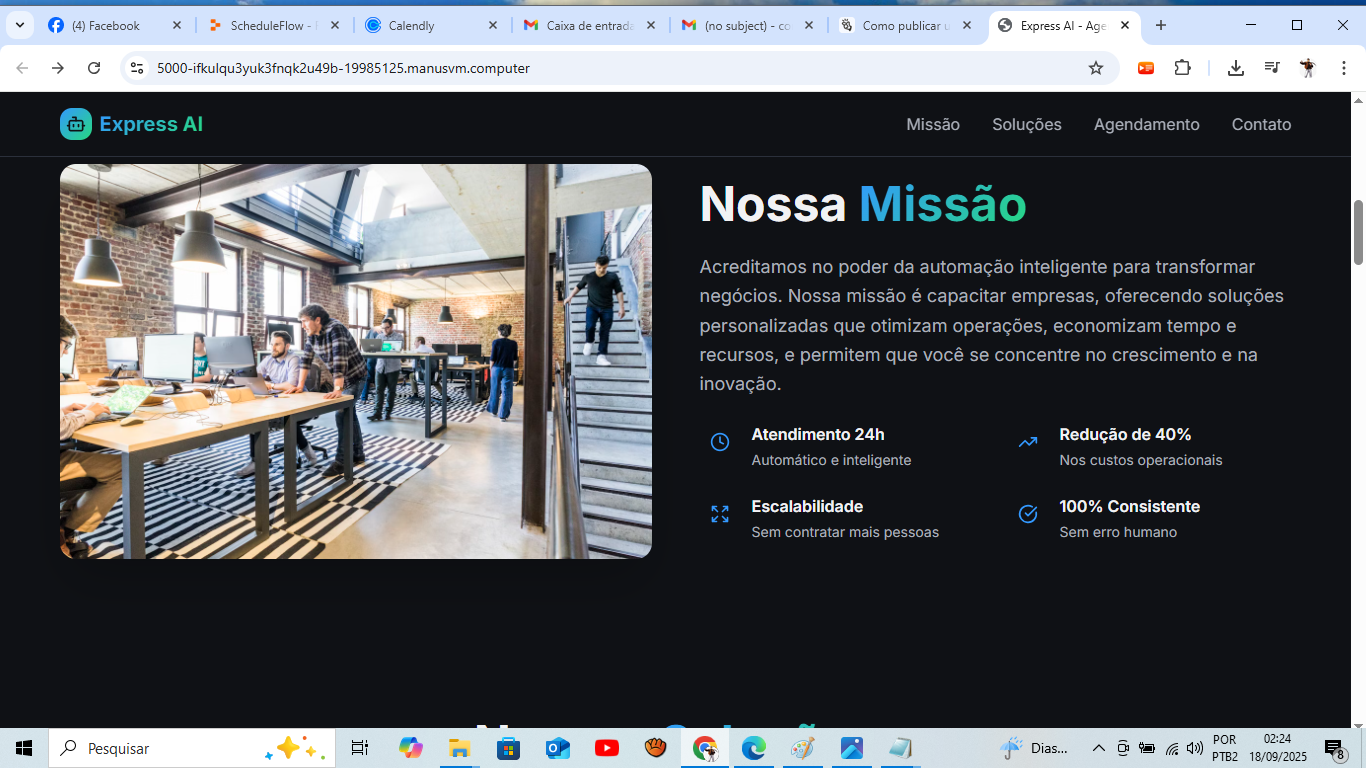 (4) Facebook
ScheduleFlow -
Calendly
Caixa de entrada
(no subject) - co
Como publicar u
Express AI - Age
5000-ifkulqu3yuk3fnqk2u49b-19985125.manusvm.computer
Express AI
Missão
Soluções
Agendamento
Contato
Nossa Missão
Acreditamos no poder da automação inteligente para transformar
negócios. Nossa missão é capacitar empresas, oferecendo soluções
personalizadas que otimizam operações, economizam tempo e
recursos, e permitem que você se concentre no crescimento e na
inovação.
Atendimento 24h
Automático e inteligente
Redução de 40%
Nos custos operacionais
Escalabilidade
Sem contratar mais pessoas
100% Consistente
Sem erro humano
Pesquisar
Dias...
POR
PTB2
02:24
18/09/2025
8